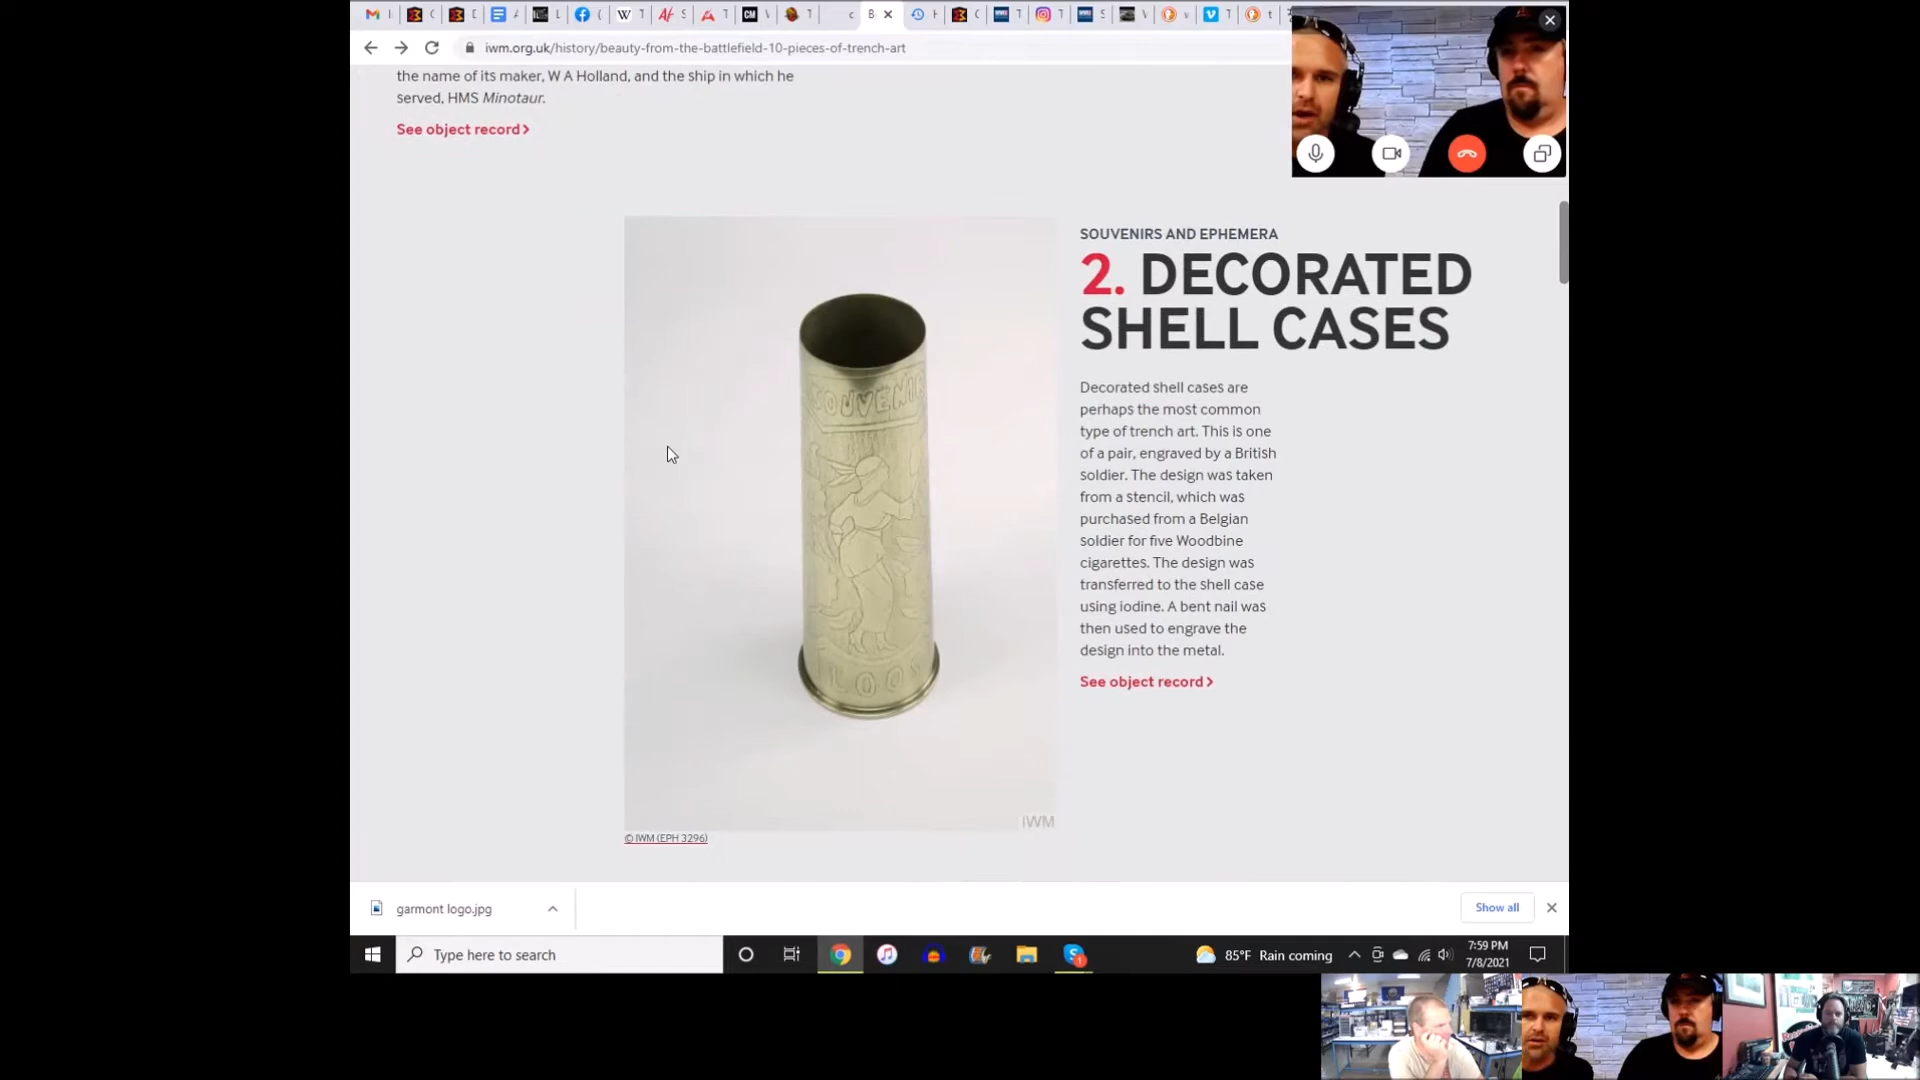 CM
B
iwm.org.uk/history/beauty-from-the-battlefield-10-pieces-of-trench-art
the name of its maker, W A Holland, and the ship in which he
served, HMS Minotaur.
See object record
SOUVENIRS AND EPHEMERA
2. DECORATED
SHELL CASES
SOUVENIR
LOOS
Decorated shell cases are
perhaps the most common
type of trench art. This is one
of a pair, engraved by a British
soldier. The design was taken
from a stencil, which was
purchased from a Belgian
soldier for five Woodbine
cigarettes. The design was
transferred to the shell case
using iodine. A bent nail was
then used to engrave the
design into the metal.
See object record
IWM
© IWM (EPH 3296)
garmont logo.jpg
Show all
Type here to search
85°F Rain coming
7:59 PM
7/8/2021